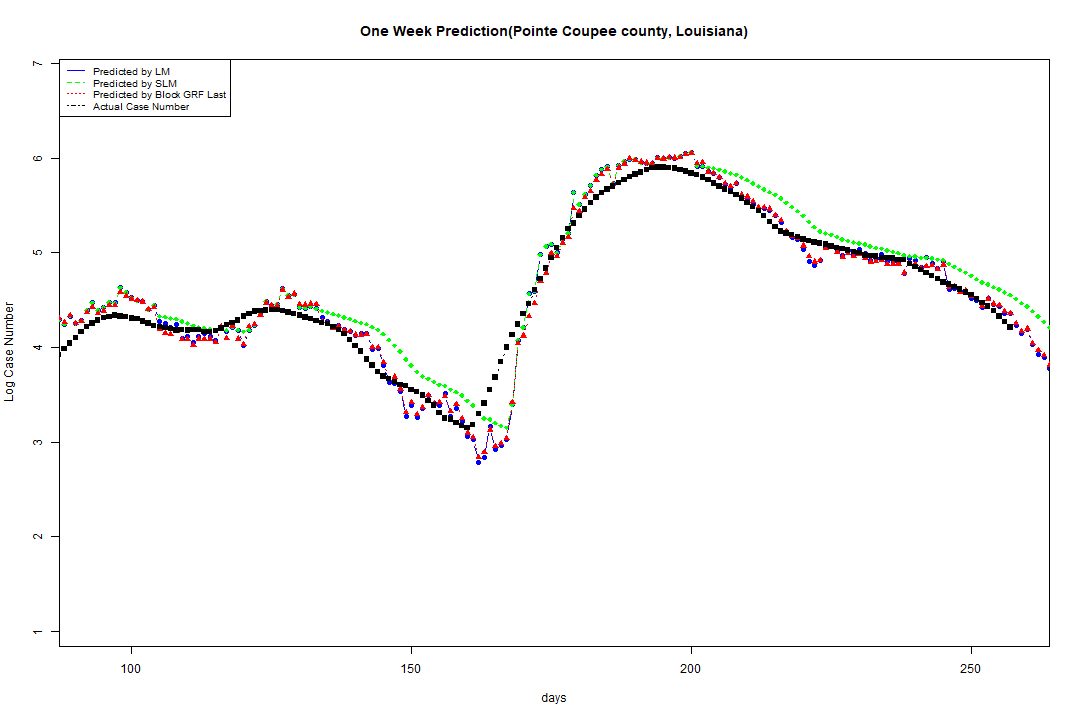 One Week Prediction(Pointe Coupee county, Louisiana)
Predicted by LM
Predicted by SLM
Predicted by Block GRF Last
Actual Case Number
Log Case Number
7
6
5
4
3
2
1
100 150 200 250
days